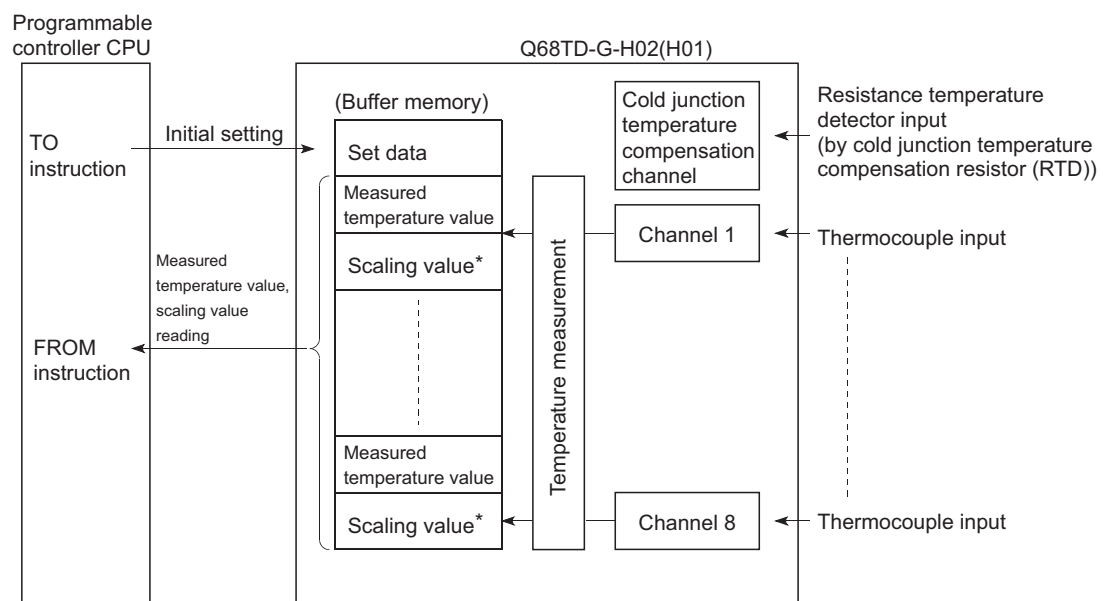 Programmable
controller CPU
Q68TD-G-H02(H01)
TO
instruction
Initial setting
(Buffer memory)
Set data
Measured
temperature value
Scaling value*
Measured
temperature value,
scaling value
reading
FROM
instruction
Measured
temperature value
Scaling value*
Temperature measurement
Cold junction
temperature
compensation
channel
Channel 1
Channel 8
Resistance temperature
detector input
(by cold junction temperature
compensation resistor (RTD))
Thermocouple input
Thermocouple input